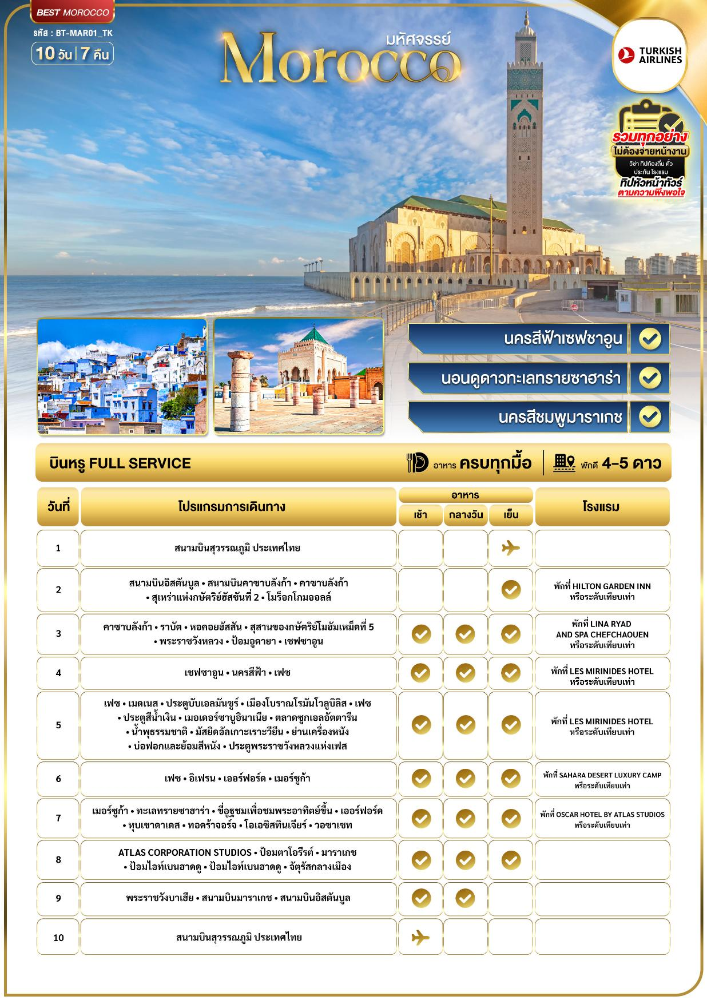 BEST MOROCCO
รหัส : BT-MAR01_TK
10 วัน | 7 คืน
มหัศจรรย์
Morocco
TURKISH
AIRLINES
รวมทุกอย่าง
ไม่ต้องจ่ายหน้างาน
วีซ่า ทิปท้องถิ่น ตั๋ว
ประกัน โรงแรม
ทิปหัวหน้าทัวร์
ตามความพึงพอใจ
นครสีฟ้าเชฟชาอูน
นอนดูดาวทะเลทรายซาฮาร่า
นครสีชมพูมาราเกช
บินหรู FULL SERVICE
อาหาร ครบทุกมื้อ
พักดี 4-5 ดาว
วันที่
โปรแกรมการเดินทาง
อาหาร
เช้า
กลางวัน
เย็น
โรงแรม
1
สนามบินสุวรรณภูมิ ประเทศไทย
2
สนามบินอิสตันบูล • สนามบินคาซาบลังก้า • คาซาบลังก้า
• สุเหร่าแห่งกษัตริย์ฮัสซันที่ 2 • โมร็อกโกมออลล์
พักที่ HILTON GARDEN INN
หรือระดับเทียบเท่า
3
คาซาบลังก้า • ราบัต • หอคอยฮัสสัน • สุสานของกษัตริย์โมฮัมเหม็ดที่ 5
• พระราชวังหลวง • ป้อมอูดายา • เชฟชาอูน
พักที่ LINA RYAD
AND SPA CHEFCHAOUEN
หรือระดับเทียบเท่า
4
เชฟชาอูน • นครสีฟ้า • เฟซ
พักที่ LES MIRINIDES HOTEL
หรือระดับเทียบเท่า
5
เฟซ • เมดเนส • ประตูบับเอลมันซูร์ • เมืองโบราณโรมันโวลูบิลิส • เฟซ
• ประตูสีน้ำเงิน • เมอเดอร์ซาบูอินาเนีย • ตลาดซูกเอลอัตตารีน
• น้ำพุธรรมชาติ • มัสยิดอัลเกาะเราะวียีน • ย่านเครื่องหนัง
• บ่อฟอกและย้อมสีหนัง • ประตูพระราชวังหลวงแห่งเฟส
พักที่ LES MIRINIDES HOTEL
หรือระดับเทียบเท่า
6
เฟซ • อิเฟรน • เออร์ฟอร์ด • เมอร์ซูก้า
พักที่ SAHARA DESERT LUXURY CAMP
หรือระดับเทียบเท่า
7
เมอร์ซูก้า • ทะเลทรายซาฮาร่า • ขี่อูฐชมเพื่อชมพระอาทิตย์ขึ้น • เออร์ฟอร์ด
• หุบเขาดาเดส • ทอดร้าจอร์จ • โอเอซิสทินเจียร์ • วอซาเซท
พักที่ OSCAR HOTEL BY ATLAS STUDIOS
หรือระดับเทียบเท่า
8
ATLAS CORPORATION STUDIOS • ป้อมตาโอรีรต์ • มาราเกช
• ป้อมไอท์เบนฮาดดู • ป้อมไอท์เบนฮาดดู • จัตุรัสกลางเมือง
9
พระราชวังบาเฮีย • สนามบินมาราเกช • สนามบินอิสตันบูล
10
สนามบินสุวรรณภูมิ ประเทศไทย